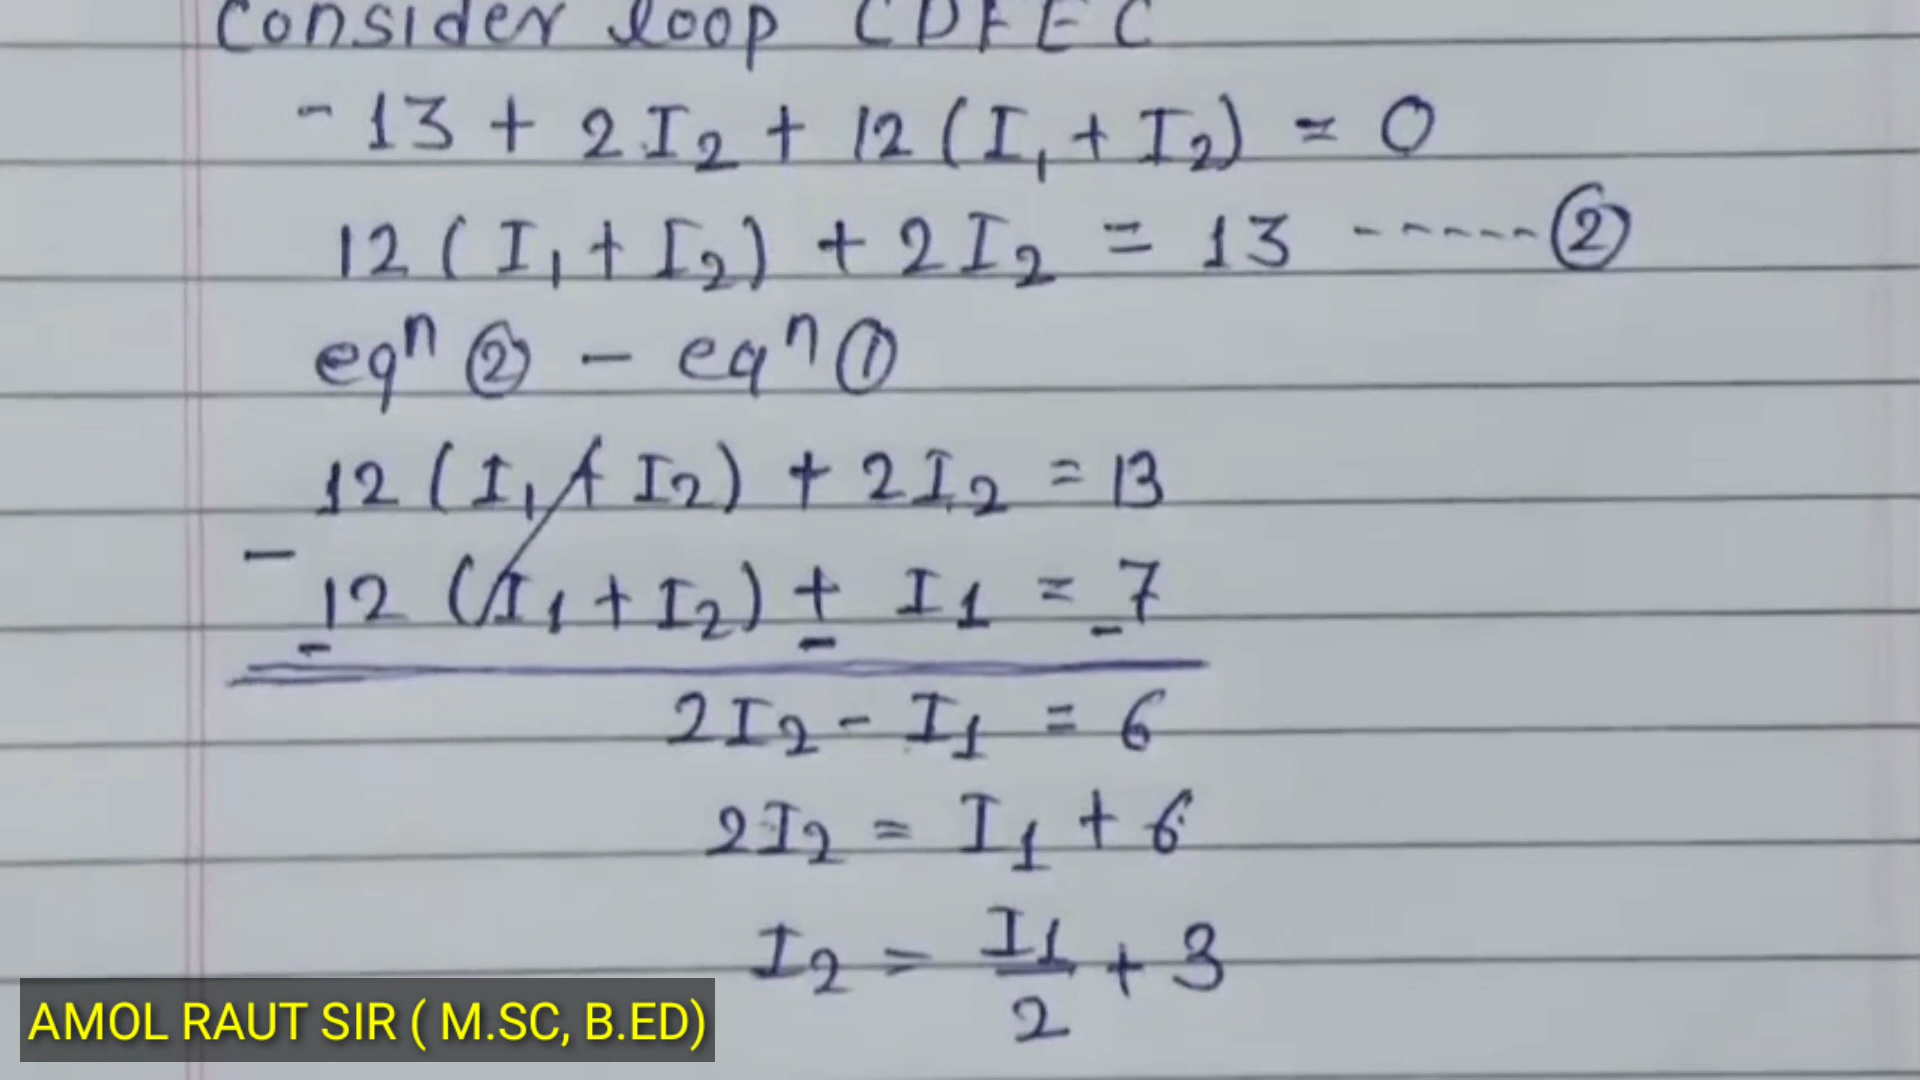 Consider loop CDFEC
- 13 + 2I₂ + 12 (I₁ + I₂) = 0
12 (I₁ + I₂) + 2I₂ = 13 ----- ②
eqⁿ ② - eqⁿ ①
12 (I₁ + I₂) + 2I₂ = 13
- 12 (I₁ + I₂) + I₁ = 7
- - -
2I₂ - I₁ = 6
2I₂ = I₁ + 6
I₂ = I₁/2 + 3
AMOL RAUT SIR ( M.SC, B.ED)